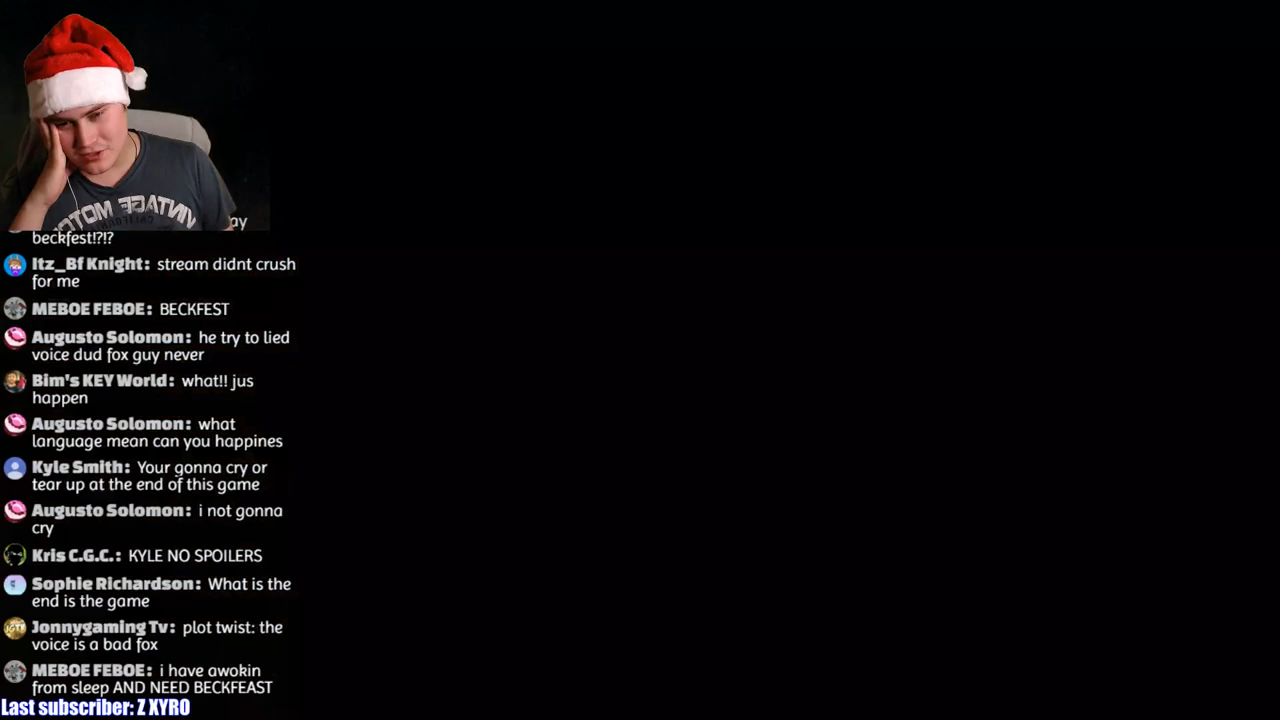 VINTAGE MOTO
ay
beckfest!?!?
Itz_Bf Knight: stream didnt crush
for me
MEBOE FEBOE: BECKFEST
Augusto Solomon: he try to lied
voice dud fox guy never
Bim's KEY World: what!! jus
happen
Augusto Solomon: what
language mean can you happines
Kyle Smith: Your gonna cry or
tear up at the end of this game
Augusto Solomon: i not gonna
cry
Kris C.G.C.: KYLE NO SPOILERS
Sophie Richardson: What is the
end is the game
Jonnygaming Tv: plot twist: the
voice is a bad fox
MEBOE FEBOE: i have awokin
from sleep AND NEED BECKFEAST
Last subscriber: Z XYRO